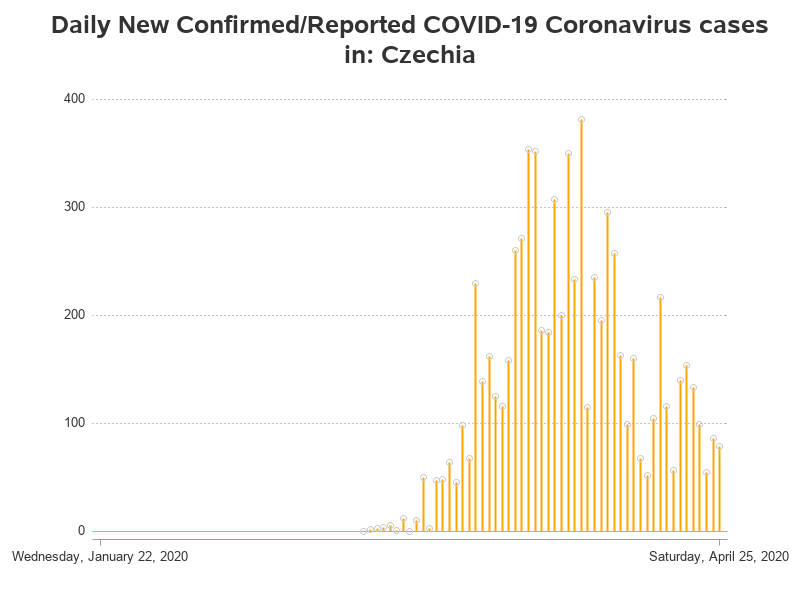 Daily New Confirmed/Reported COVID-19 Coronavirus cases
in: Czechia
400
300
200
100
0
Wednesday, January 22, 2020
Saturday, April 25, 2020